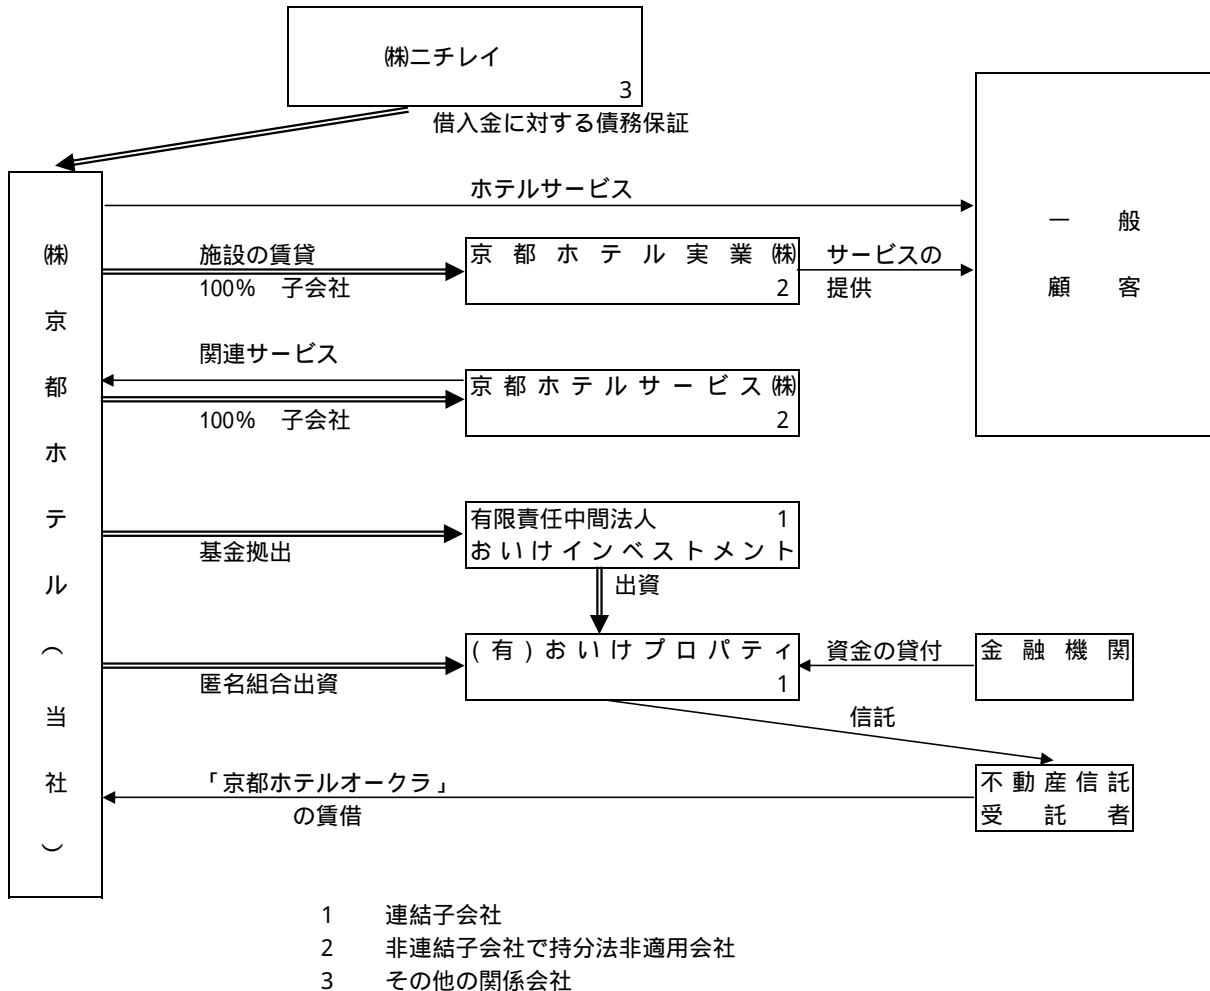 ㈱ニチレイ
3
借入金に対する債務保証
ホテルサービス
一般
顧客
㈱京都ホテル(当社)
施設の賃貸
100% 子会社
京都ホテル実業㈱
2
サービスの
提供
関連サービス
京都ホテルサービス㈱
2
100% 子会社
有限責任中間法人 1
おいけインベストメント
基金拠出
出資
(有)おいけプロパティ
1
資金の貸付
金融機関
匿名組合出資
信託
「京都ホテルオークラ」
の賃借
不動産信託
受託者
1 連結子会社
2 非連結子会社で持分法非適用会社
3 その他の関係会社